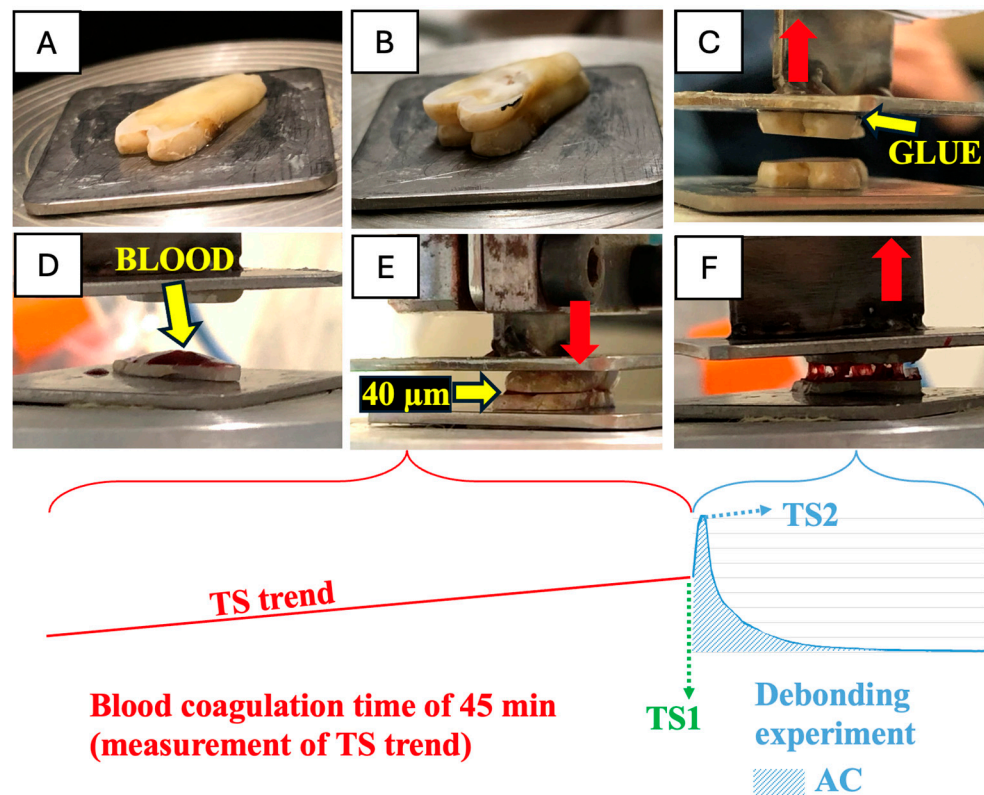 A
B
C
GLUE
D
BLOOD
E
40 µm
F
TS2
TS trend
TS1
Blood coagulation time of 45 min
(measurement of TS trend)
Debonding
experiment
AC